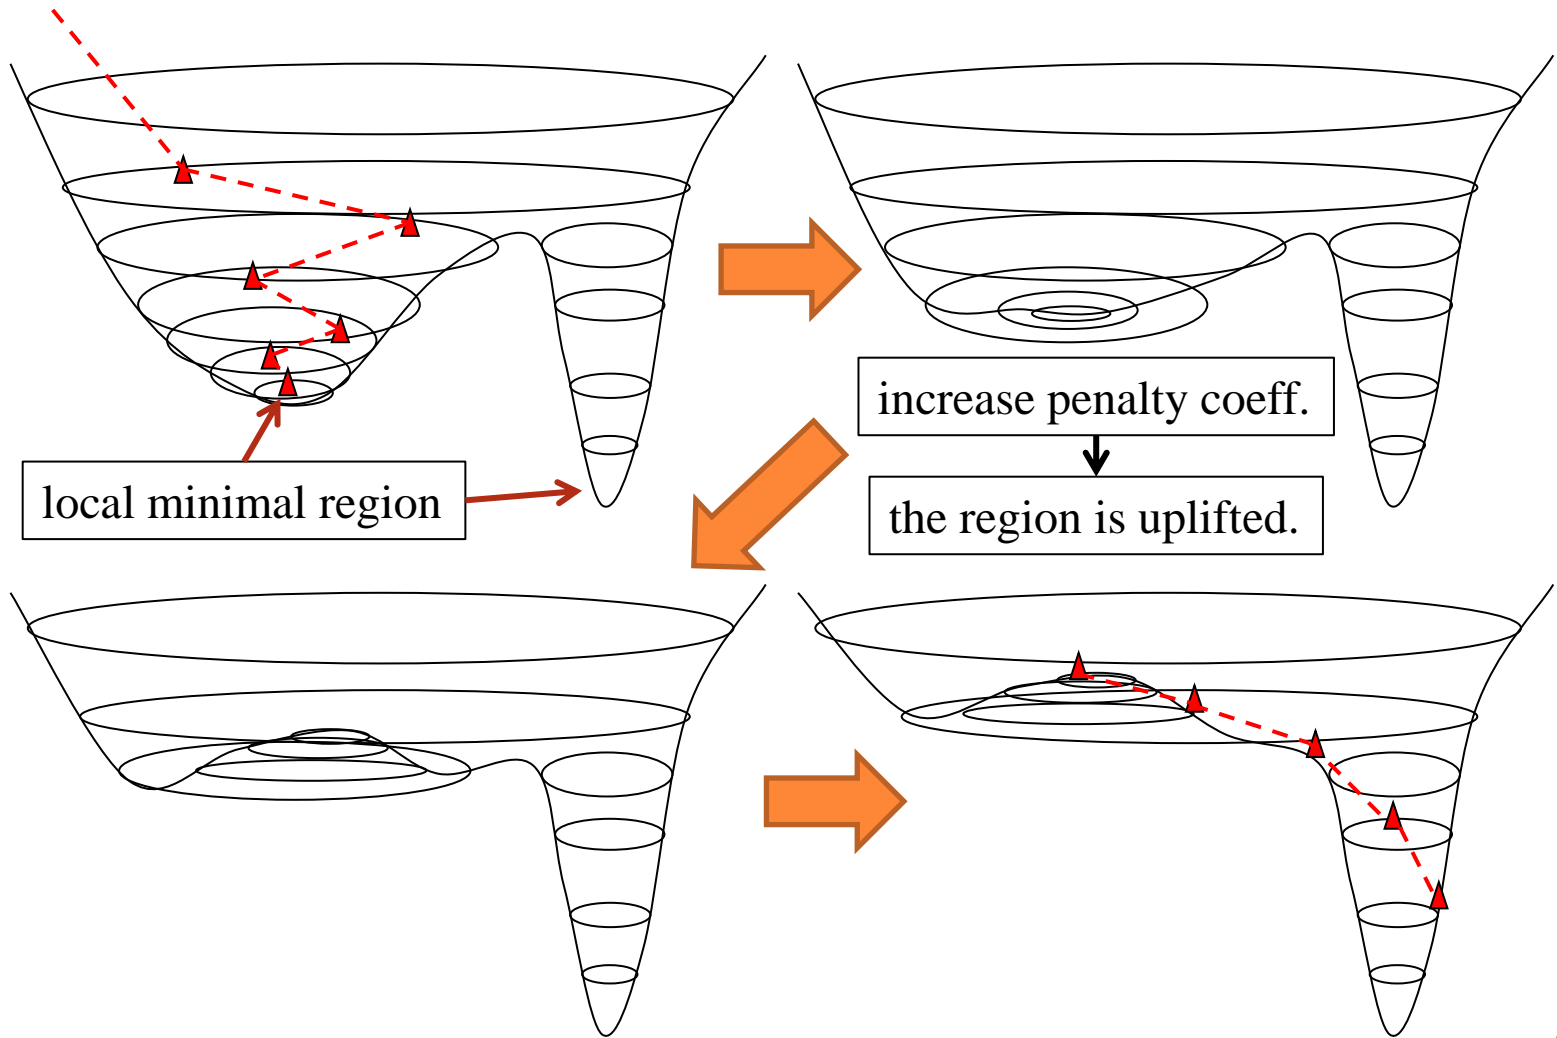 increase penalty coeff.
local minimal region
the region is uplifted.